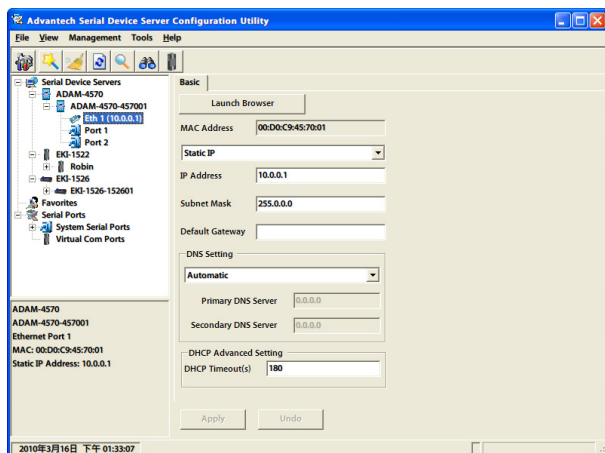 Advantech Serial Device Server Configuration Utility
File View Management Tools Help
Serial Device Servers
ADAM-4570
ADAM-4570-457001
Eth 1 (10.0.0.1)
Port 1
Port 2
EKI-1522
Robin
EKI-1526
EKI-1526-152601
Favorites
Serial Ports
System Serial Ports
Virtual Com Ports
ADAM-4570
ADAM-4570-457001
Ethernet Port 1
MAC: 00:D0:C9:45:70:01
Static IP Address: 10.0.0.1
Basic
Launch Browser
MAC Address 00:D0:C9:45:70:01
Static IP
IP Address 10.0.0.1
Subnet Mask 255.0.0.0
Default Gateway
DNS Setting
Automatic
Primary DNS Server 0.0.0.0
Secondary DNS Server 0.0.0.0
DHCP Advanced Setting
DHCP Timeout(s) 180
Apply Undo
2010年3月16日 下午 01:33:07